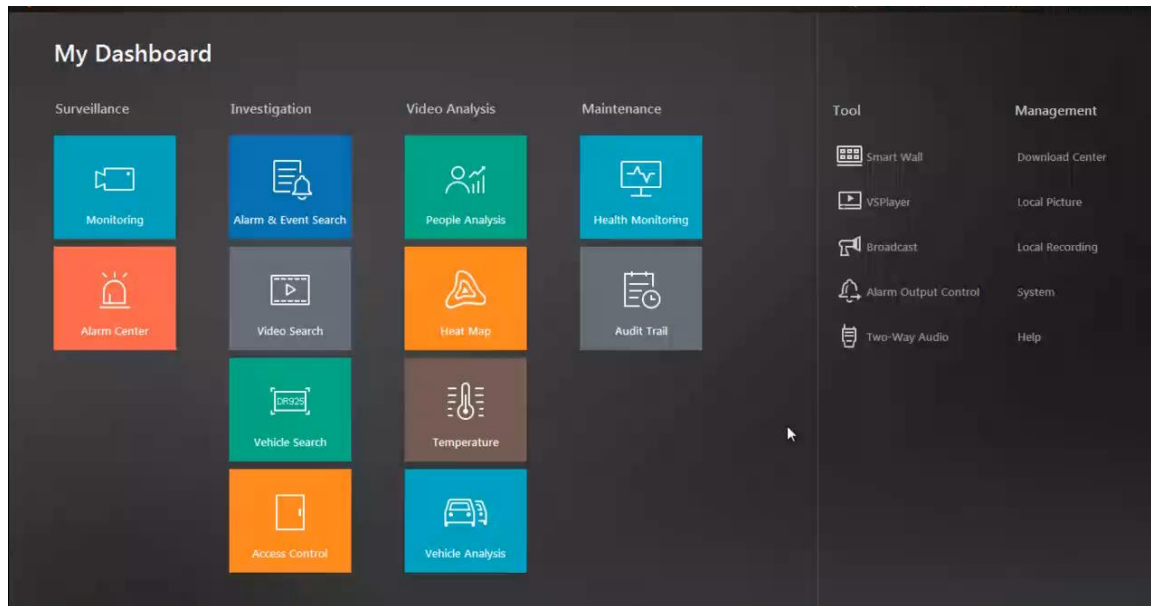 My Dashboard
Surveillance
Monitoring
Alarm Center
Investigation
Alarm & Event Search
Video Search
DR925
Vehicle Search
Access Control
Video Analysis
People Analysis
Heat Map
Temperature
Vehicle Analysis
Maintenance
Health Monitoring
Audit Trail
Tool
Smart Wall
VSPlayer
Broadcast
Alarm Output Control
Two-Way Audio
Management
Download Center
Local Picture
Local Recording
System
Help